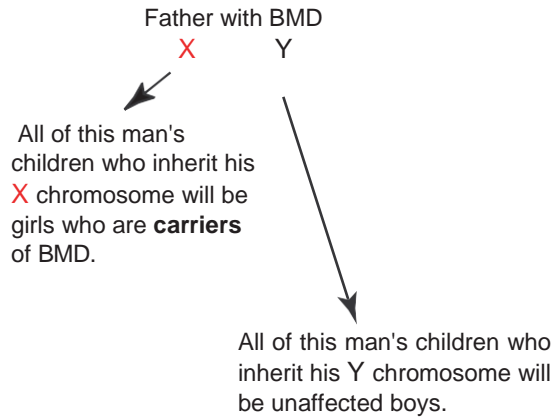 Father with BMD
X Y
All of this man's
children who inherit his
X chromosome will be
girls who are carriers
of BMD.
All of this man's children who
inherit his Y chromosome will
be unaffected boys.